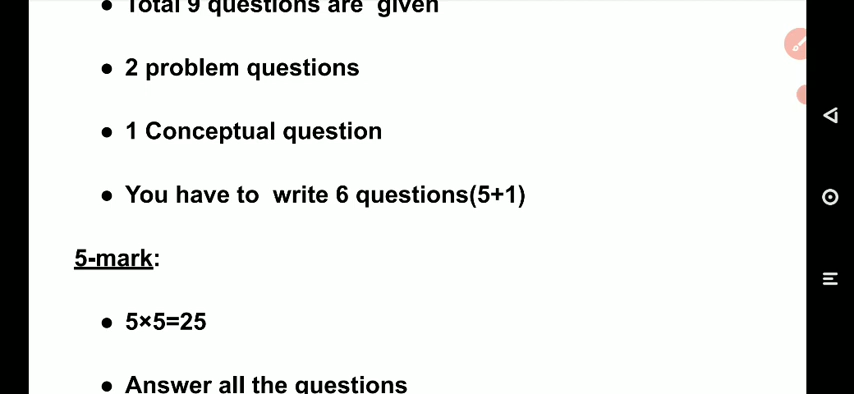 ● Total 9 questions are given
● 2 problem questions
● 1 Conceptual question
● You have to write 6 questions(5+1)
5-mark:
● 5×5=25
● Answer all the questions